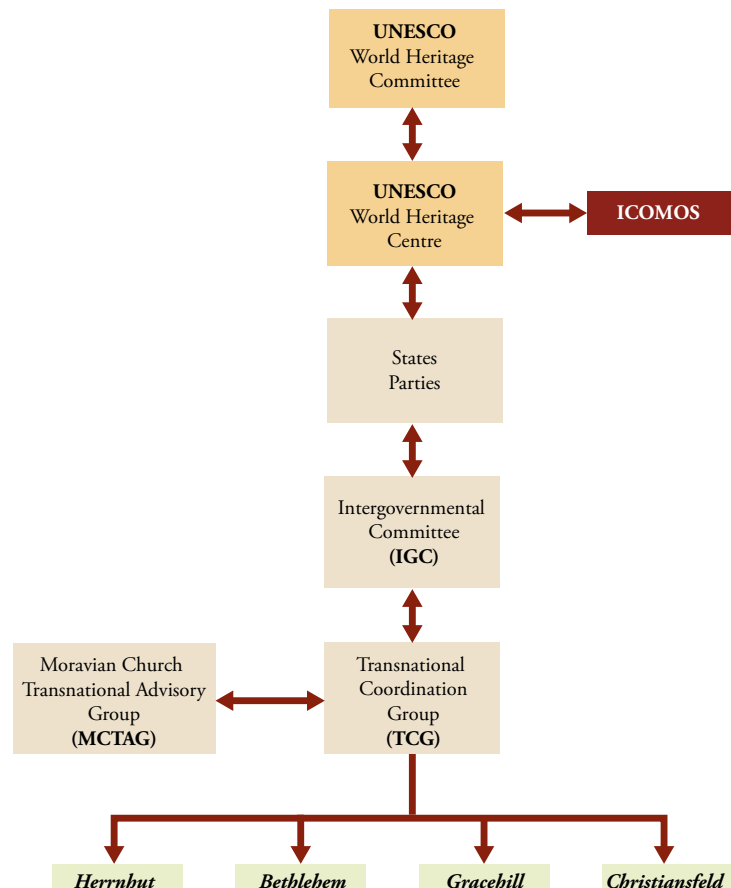 UNESCO
World Heritage
Committee
UNESCO
World Heritage
Centre
ICOMOS
States
Parties
Intergovernmental
Committee
(IGC)
Moravian Church
Transnational Advisory
Group
(MCTAG)
Transnational
Coordination
Group
(TCG)
Herrnhut
Bethlehem
Gracehill
Christiansfeld